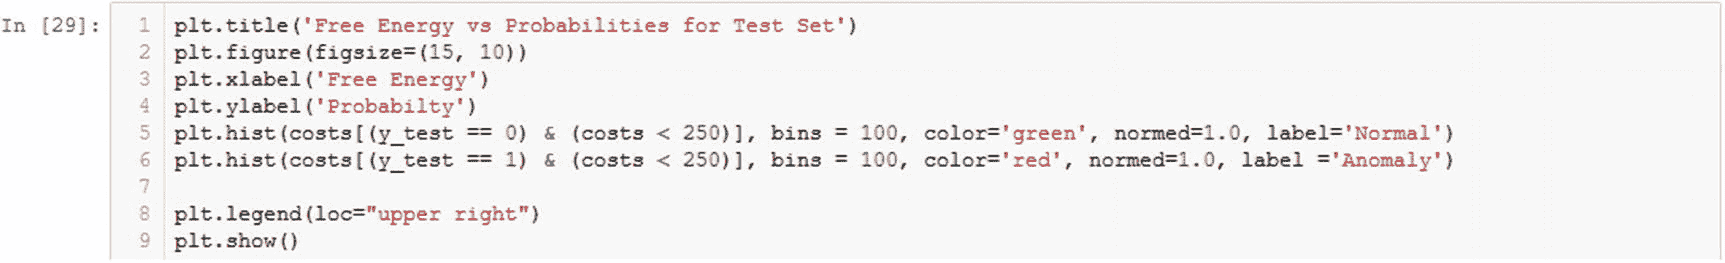 In [29]:
1 plt.title('Free Energy vs Probabilities for Test Set')
2 plt.figure(figsize=(15, 10))
3 plt.xlabel('Free Energy')
4 plt.ylabel('Probabilty')
5 plt.hist(costs[(y_test == 0) & (costs < 250)], bins = 100, color='green', normed=1.0, label='Normal')
6 plt.hist(costs[(y_test == 1) & (costs < 250)], bins = 100, color='red', normed=1.0, label ='Anomaly')
7
8 plt.legend(loc="upper right")
9 plt.show()